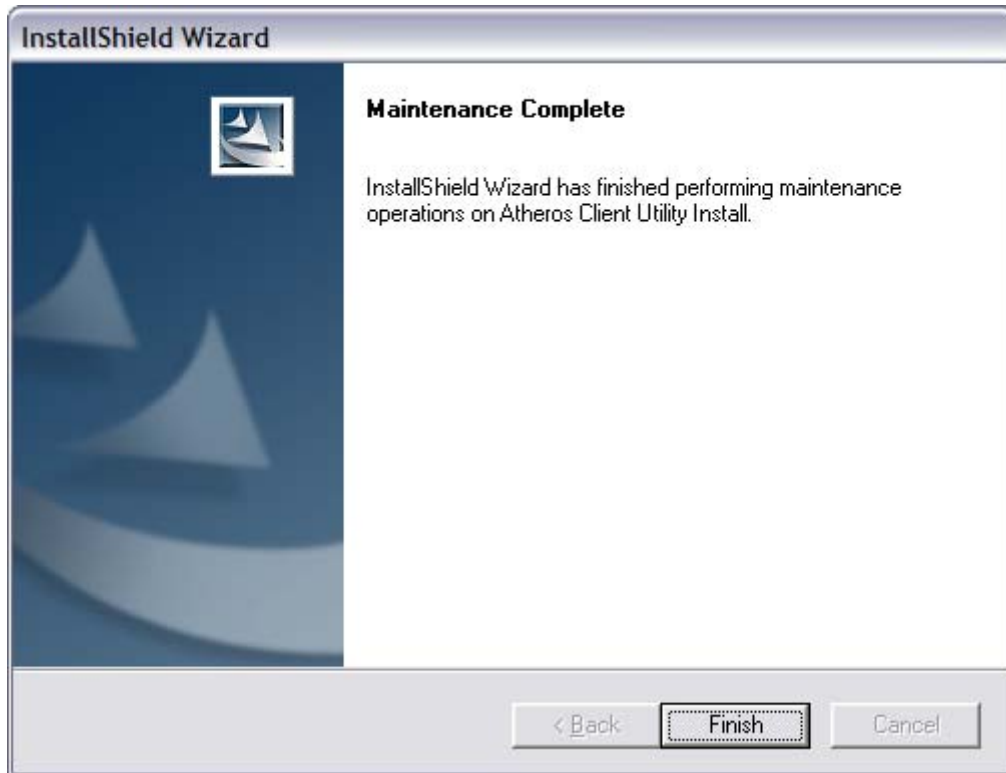 InstallShield Wizard
Maintenance Complete
InstallShield Wizard has finished performing maintenance
operations on Atheros Client Utility Install.
< Back
Finish
Cancel